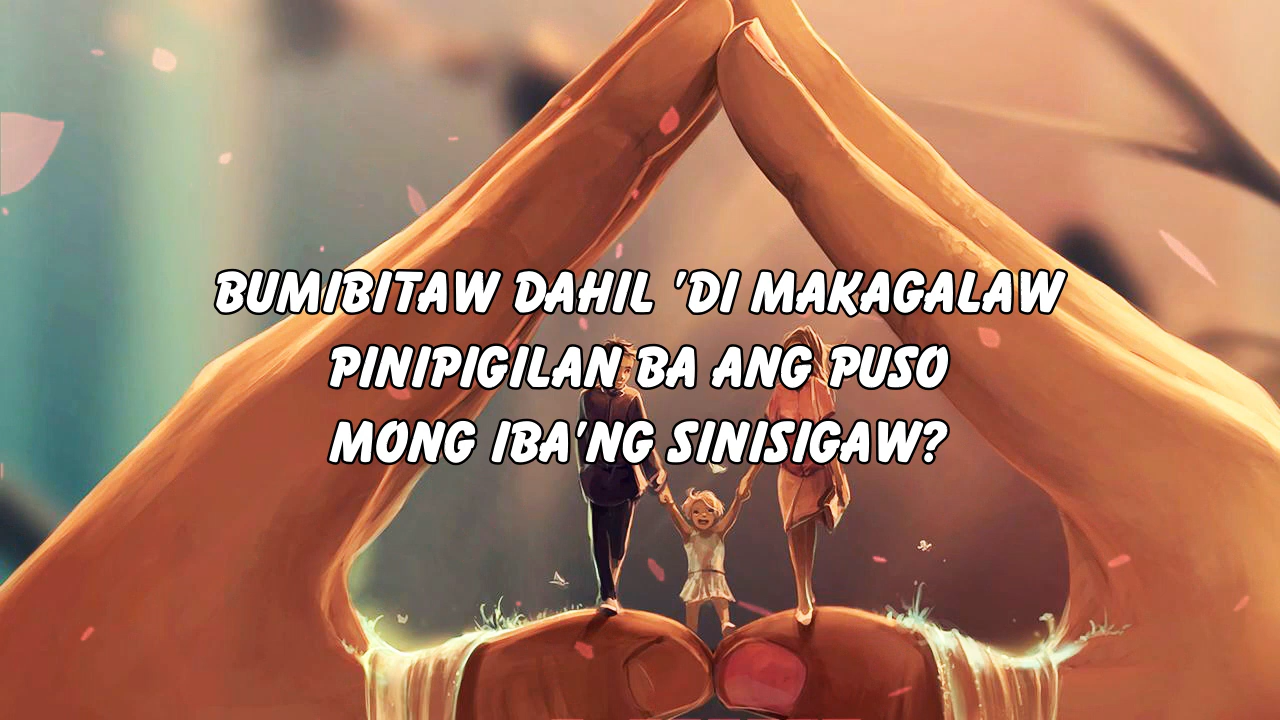 BUMIBITAW DAHIL 'DI MAKAGALAW
PINIPIGILAN BA ANG PUSO
MONG IBA'NG SINISIGAW?